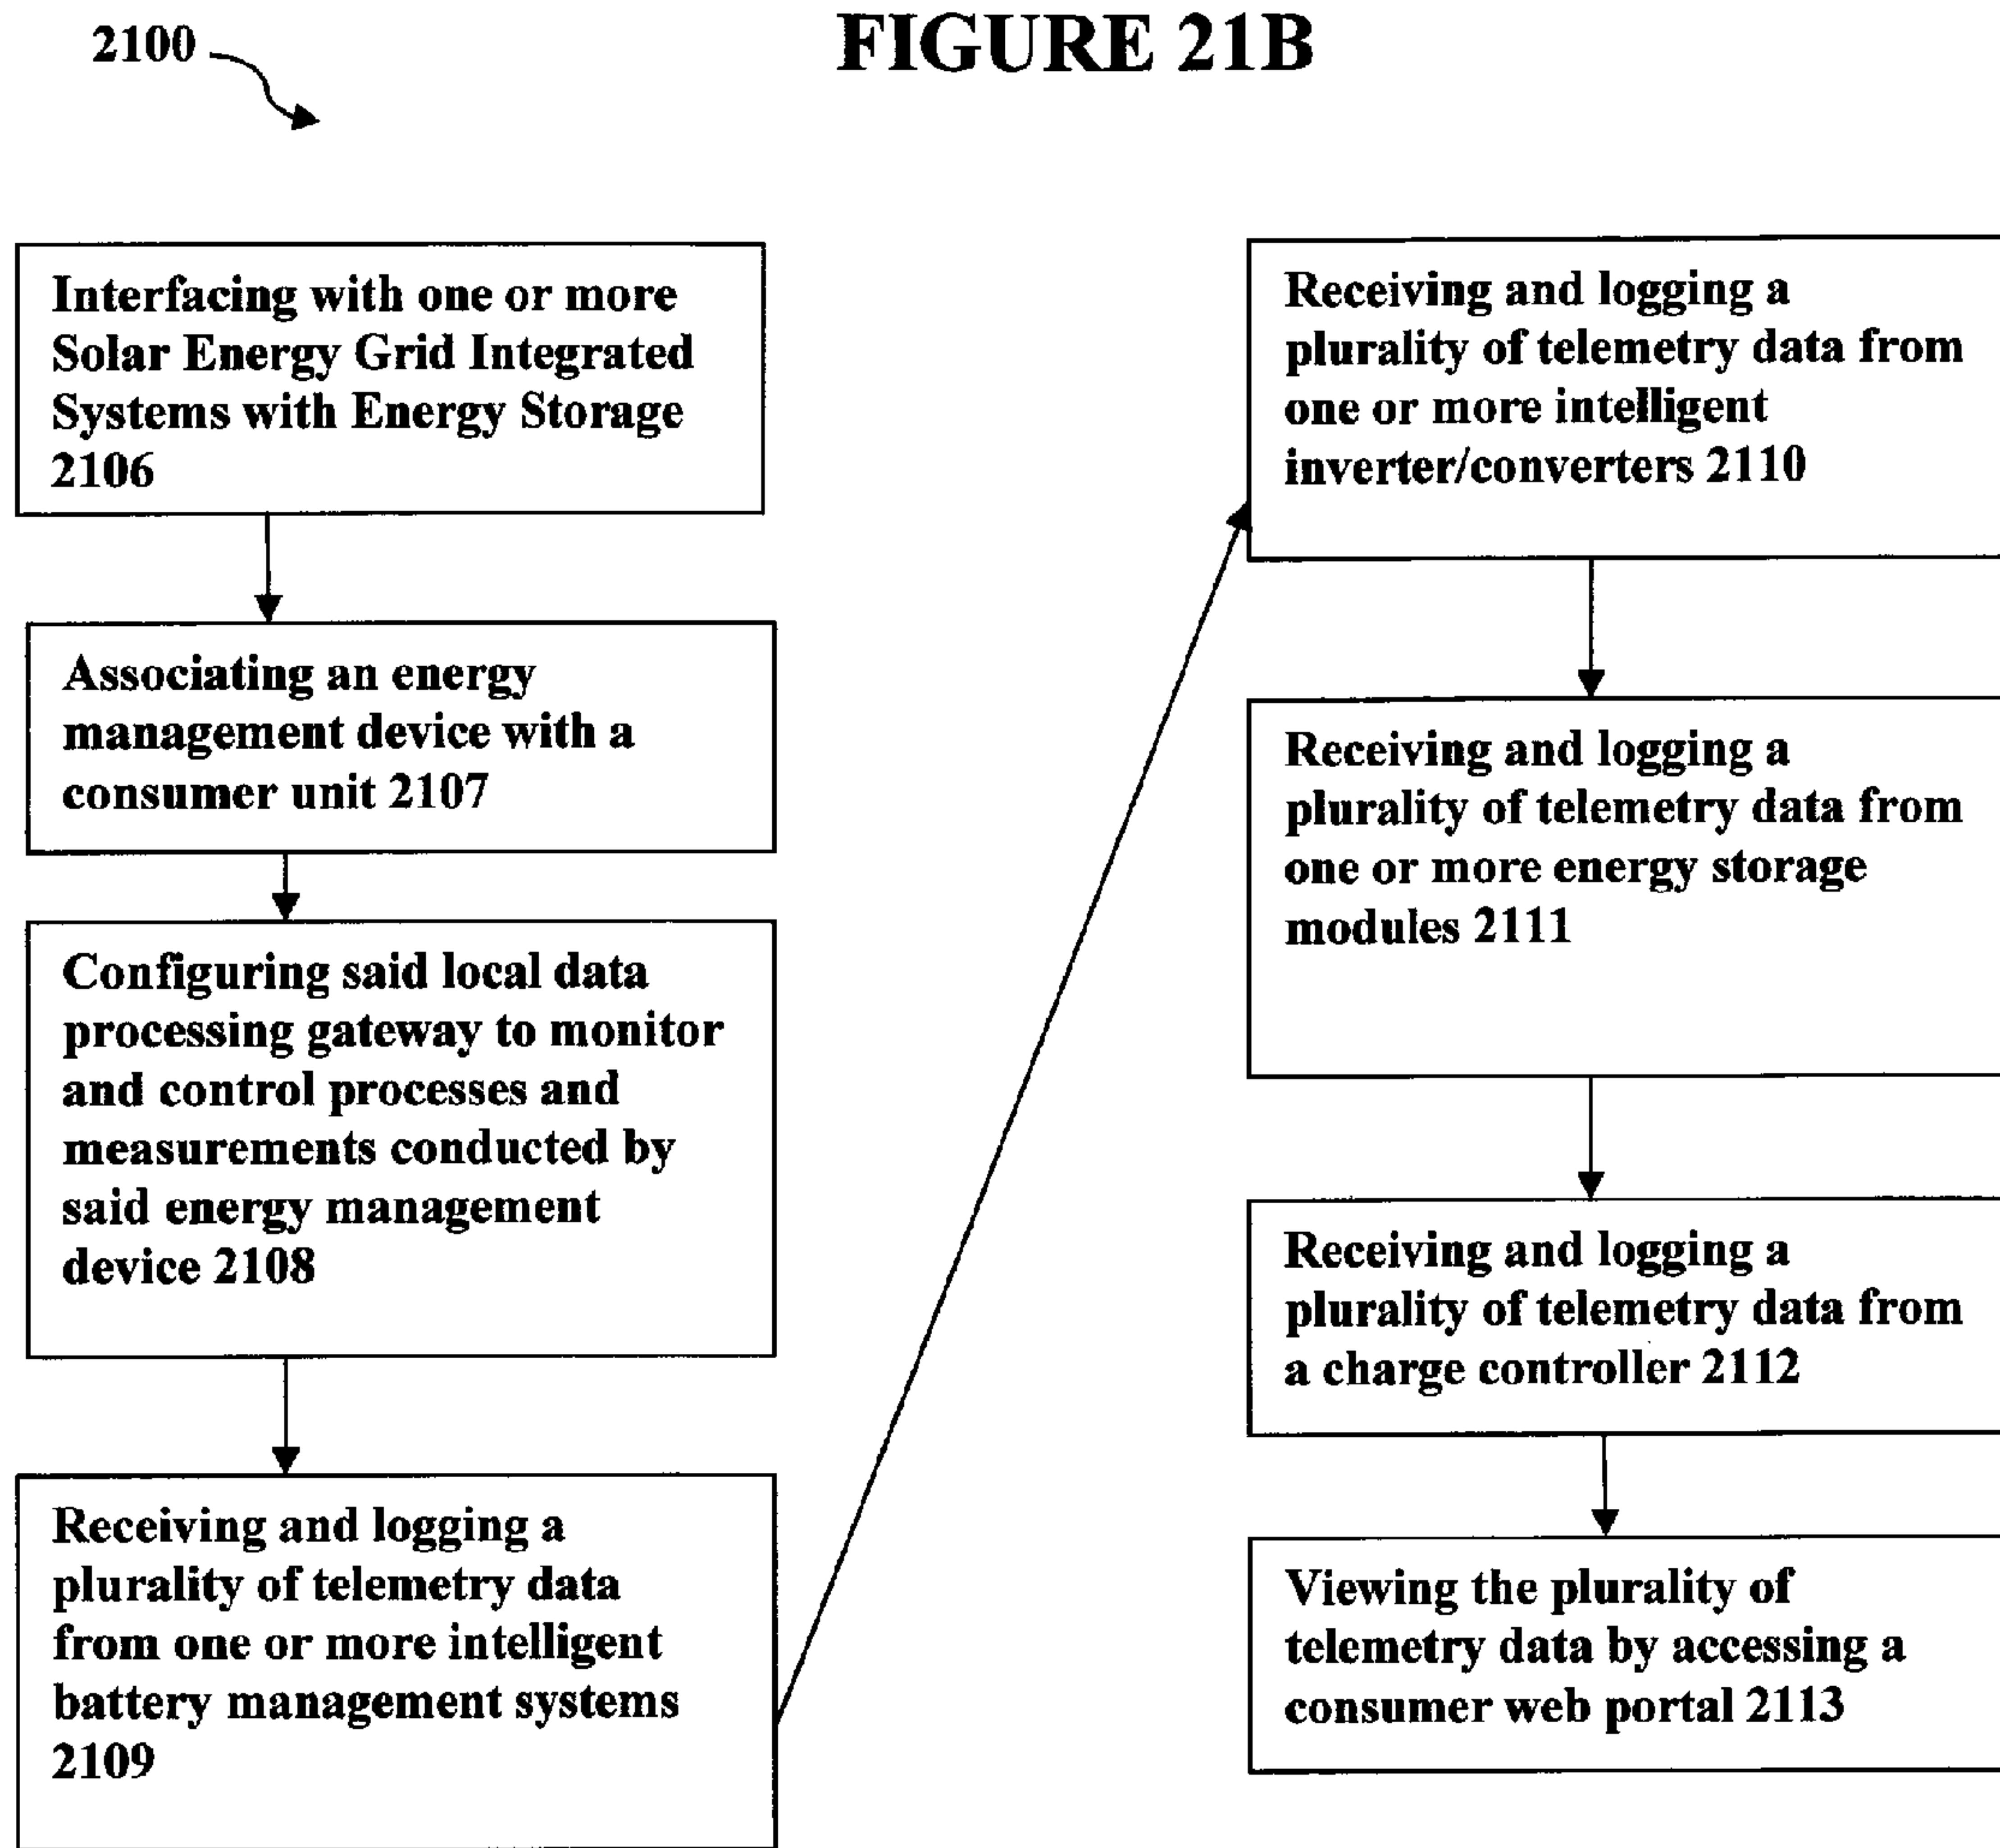 2100
FIGURE 21B
Interfacing with one or more
Solar Energy Grid Integrated
Systems with Energy Storage
2106
Associating an energy
management device with a
consumer unit 2107
Configuring said local data
processing gateway to monitor
and control processes and
measurements conducted by
said energy management
device 2108
Receiving and logging a
plurality of telemetry data
from one or more intelligent
battery management systems
2109
Receiving and logging a
plurality of telemetry data from
one or more intelligent
inverter/converters 2110
Receiving and logging a
plurality of telemetry data from
one or more energy storage
modules 2111
Receiving and logging a
plurality of telemetry data from
a charge controller 2112
Viewing the plurality of
telemetry data by accessing a
consumer web portal 2113